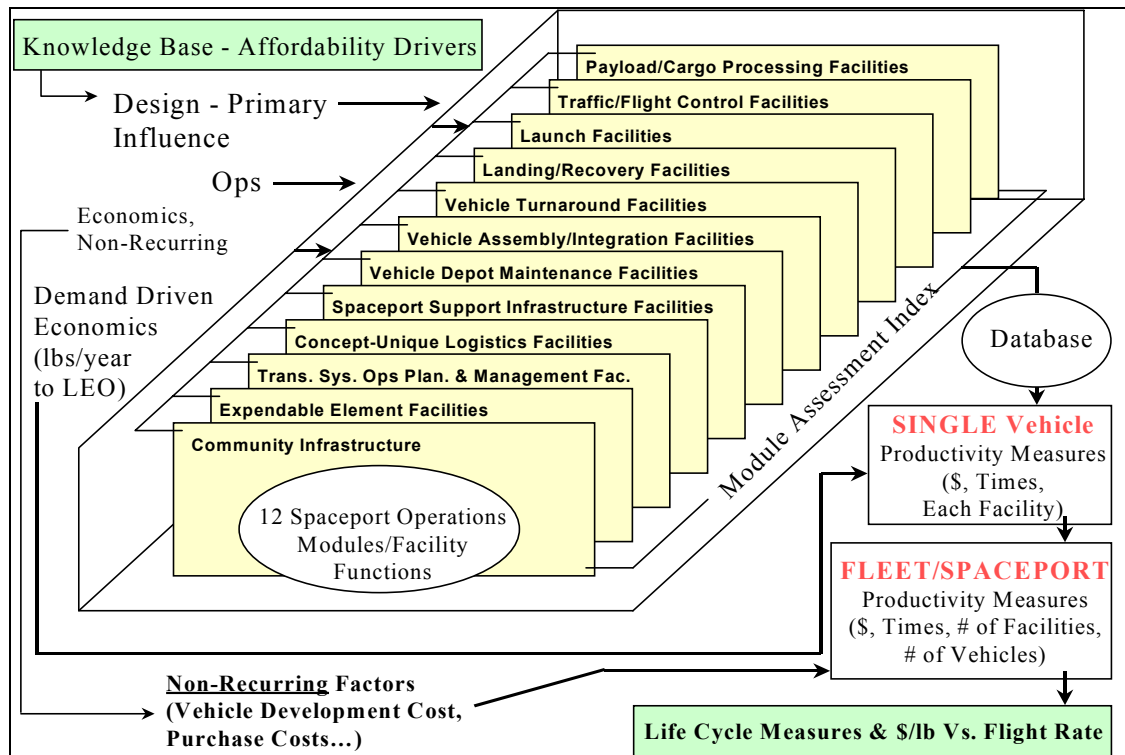 Knowledge Base - Affordability Drivers
Design - Primary
Influence
Ops
Economics,
Non-Recurring
Demand Driven
Economics
(lbs/year
to LEO)
Payload/Cargo Processing Facilities
Traffic/Flight Control Facilities
Launch Facilities
Landing/Recovery Facilities
Vehicle Turnaround Facilities
Vehicle Assembly/Integration Facilities
Vehicle Depot Maintenance Facilities
Spaceport Support Infrastructure Facilities
Concept-Unique Logistics Facilities
Trans. Sys. Ops Plan. & Management Fac.
Expendable Element Facilities
Community Infrastructure
12 Spaceport Operations
Modules/Facility
Functions
Module Assessment Index
Database
SINGLE Vehicle
Productivity Measures
($, Times,
Each Facility)
FLEET/SPACEPORT
Productivity Measures
($, Times, # of Facilities,
# of Vehicles)
Non-Recurring Factors
(Vehicle Development Cost,
Purchase Costs…)
Life Cycle Measures & $/lb Vs. Flight Rate